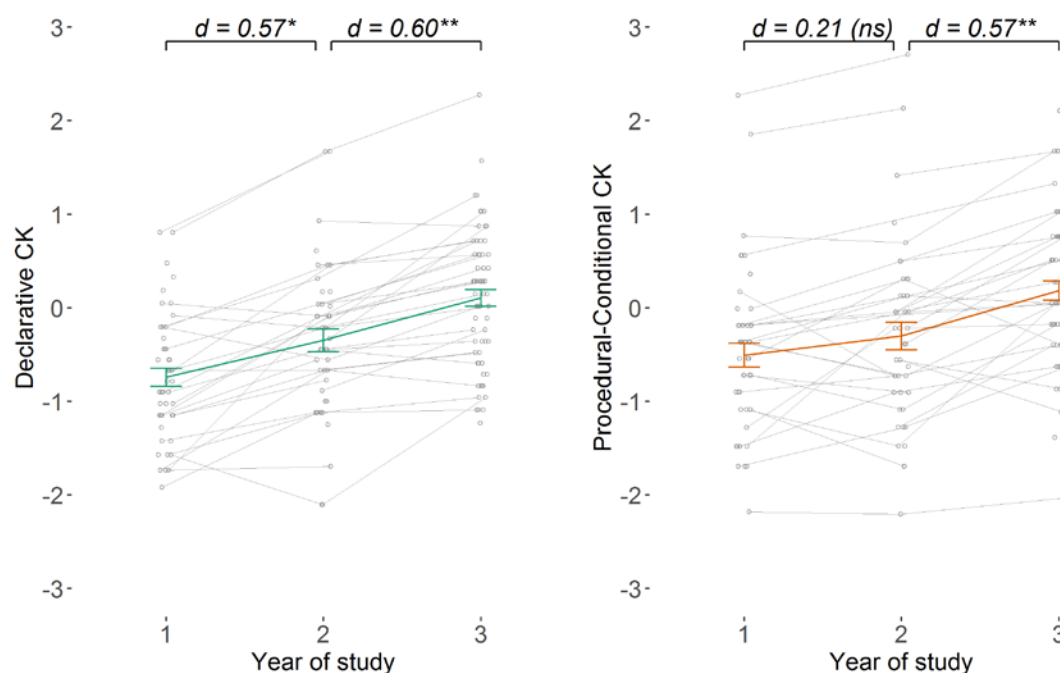 d = 0.57* d = 0.60**
3
2
1
0
-1
-2
-3
Declarative CK
1 2 3
Year of study
d = 0.21 (ns) d = 0.57**
3
2
1
0
-1
-2
-3
Procedural-Conditional CK
1 2 3
Year of study